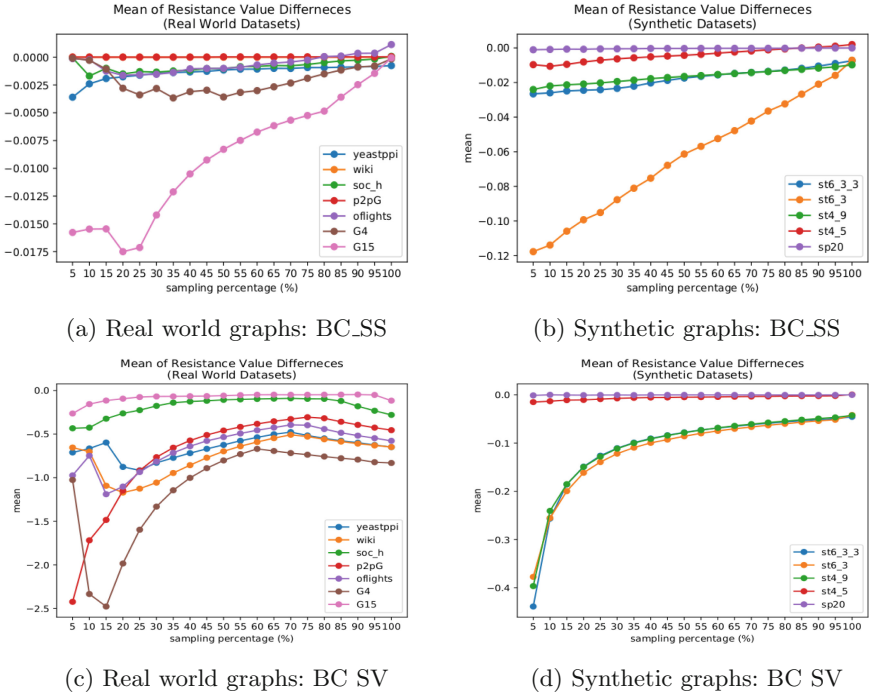 Mean of Resistance Value Differneces
(Real World Datasets)
0.0000
−0.0025
−0.0050
−0.0075
−0.0100
−0.0125
−0.0150
−0.0175
yeastppi
wiki
soc_h
p2pG
oflights
G4
G15
5 10 15 20 25 30 35 40 45 50 55 60 65 70 75 80 85 90 95 100
sampling percentage (%)
(a) Real world graphs: BC_SS
Mean of Resistance Value Differneces
(Synthetic Datasets)
mean
0.00
−0.02
−0.04
−0.06
−0.08
−0.10
−0.12
st6_3_3
st6_3
st4_9
st4_5
sp20
5 10 15 20 25 30 35 40 45 50 55 60 65 70 75 80 85 90 95 100
sampling percentage (%)
(b) Synthetic graphs: BC_SS
Mean of Resistance Value Differneces
(Real World Datasets)
mean
0.0
−0.5
−1.0
−1.5
−2.0
−2.5
yeastppi
wiki
soc_h
p2pG
oflights
G4
G15
5 10 15 20 25 30 35 40 45 50 55 60 65 70 75 80 85 90 95 100
sampling percentage (%)
(c) Real world graphs: BC SV
Mean of Resistance Value Differneces
(Synthetic Datasets)
mean
0.0
−0.1
−0.2
−0.3
−0.4
st6_3_3
st6_3
st4_9
st4_5
sp20
5 10 15 20 25 30 35 40 45 50 55 60 65 70 75 80 85 90 95 100
sampling percentage (%)
(d) Synthetic graphs: BC SV